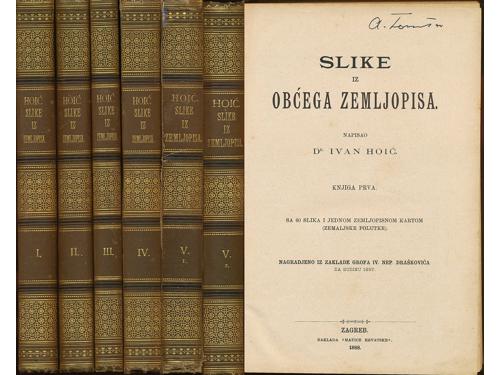 HOIĆ.
SLIKE
IZ
ZEMLJOPISA.
I.
HOIĆ.
SLIKE
IZ
ZEMLJOPISA.
II.
HOIĆ.
SLIKE
IZ
ZEMLJOPISA.
III.
HOIĆ.
SLIKE
IZ
ZEMLJOPISA.
IV.
HOIĆ.
SLIKE
IZ
ZEMLJOPISA.
V.
1.
HOIĆ.
SLIKE
IZ
ZEMLJOPISA.
V.
2.
SLIKE
IZ
OBĆEGA ZEMLJOPISA.
NAPISAO
DR. IVAN HOIĆ.
KNJIGA PRVA.
SA 60 SLIKA I JEDNOM ZEMLJOPISNOM KARTOM
(ZEMALJSKE POLUTKE).
NAGRADJENO IZ ZAKLADE GROFA IV. NEP. DRAŠKOVIĆA
ZA GODINU 1887.
ZAGREB.
NAKLADA "MATICE HRVATSKE".
1888.